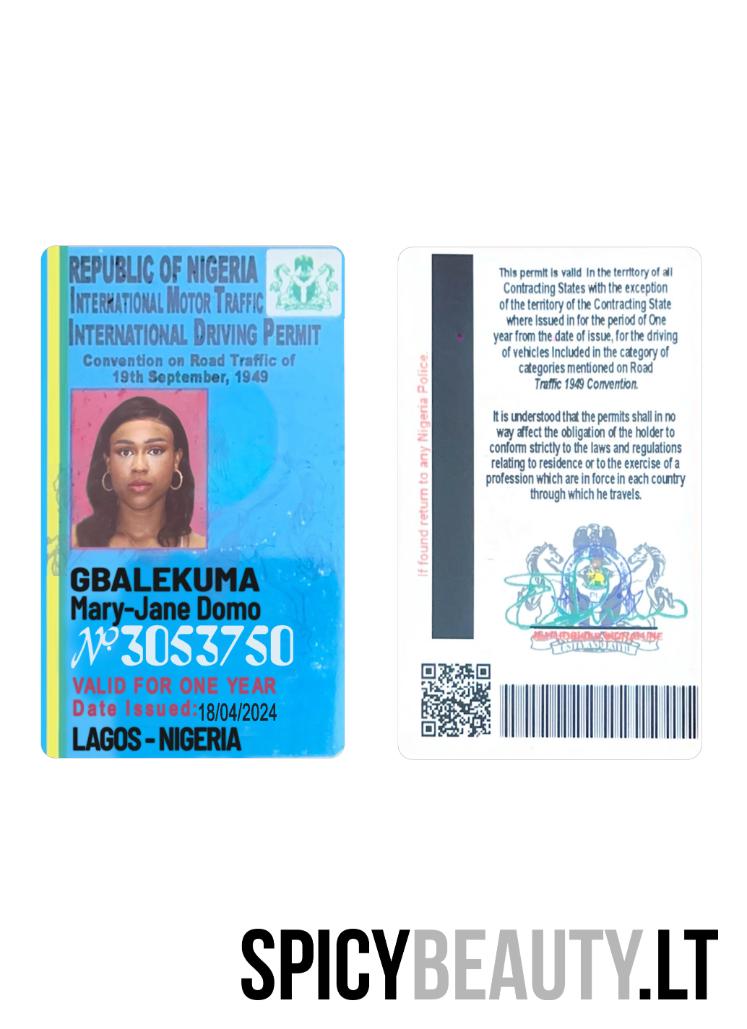 REPUBLIC OF NIGERIA
INTERNATIONAL MOTOR TRAFFIC
INTERNATIONAL DRIVING PERMIT
Convention on Road Traffic of
19th September, 1949
GBALEKUMA
Mary-Jane Domo
Nº 3053750
VALID FOR ONE YEAR
Date Issued:18/04/2024
LAGOS - NIGERIA
If found return to any Nigeria Police.
This permit is valid in the territory of all
Contracting States with the exception
of the territory of the Contracting State
where Issued in for the period of One
year from the date of issue, for the driving
of vehicles Included in the category of
categories mentioned on Road
Traffic 1949 Convention.
It is understood that the permits shall in no
way affect the obligation of the holder to
conform strictly to the laws and regulations
relating to residence or to the exercise of a
profession which are in force in each country
through which he travels.
SPICYBEAUTY.LT